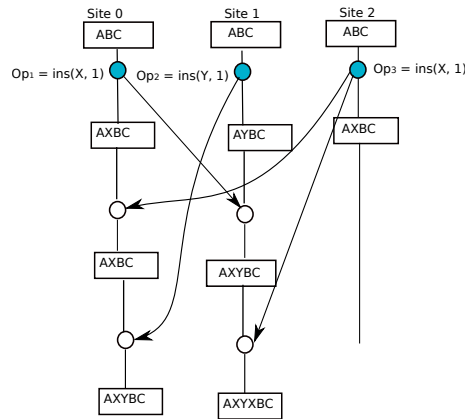 Site 0 Site 1 Site 2
ABC ABC ABC
Op₁ = ins(X, 1) Op₂ = ins(Y, 1) Op₃ = ins(X, 1)
AXBC AYBC AXBC
AXBC AXYBC
AXYBC AXYXBC